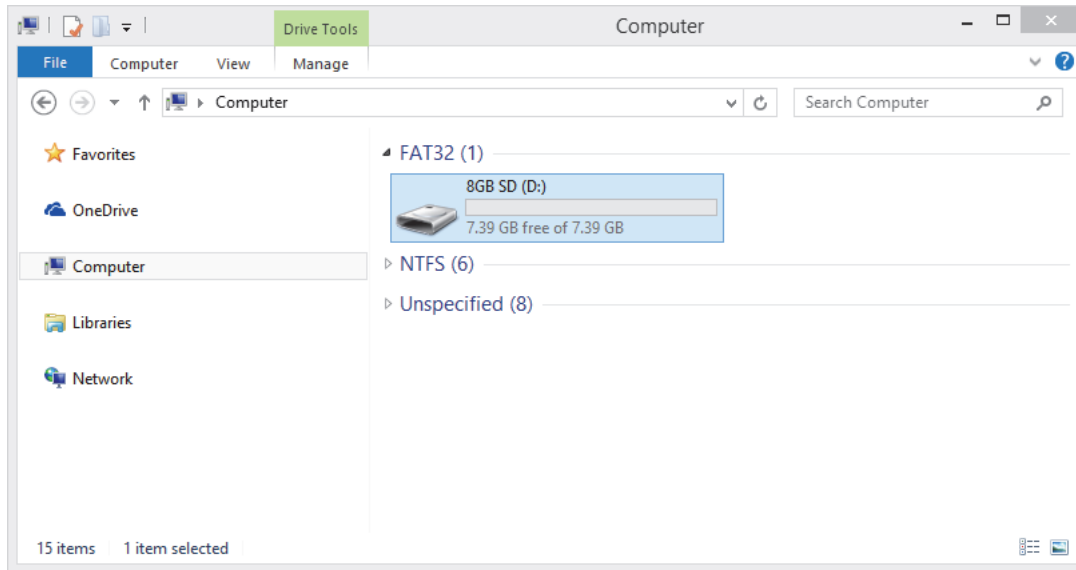 Drive Tools
Computer
File
Computer
View
Manage
Computer
Search Computer
Favorites
OneDrive
Computer
Libraries
Network
FAT32 (1)
8GB SD (D:)
7.39 GB free of 7.39 GB
NTFS (6)
Unspecified (8)
15 items
1 item selected